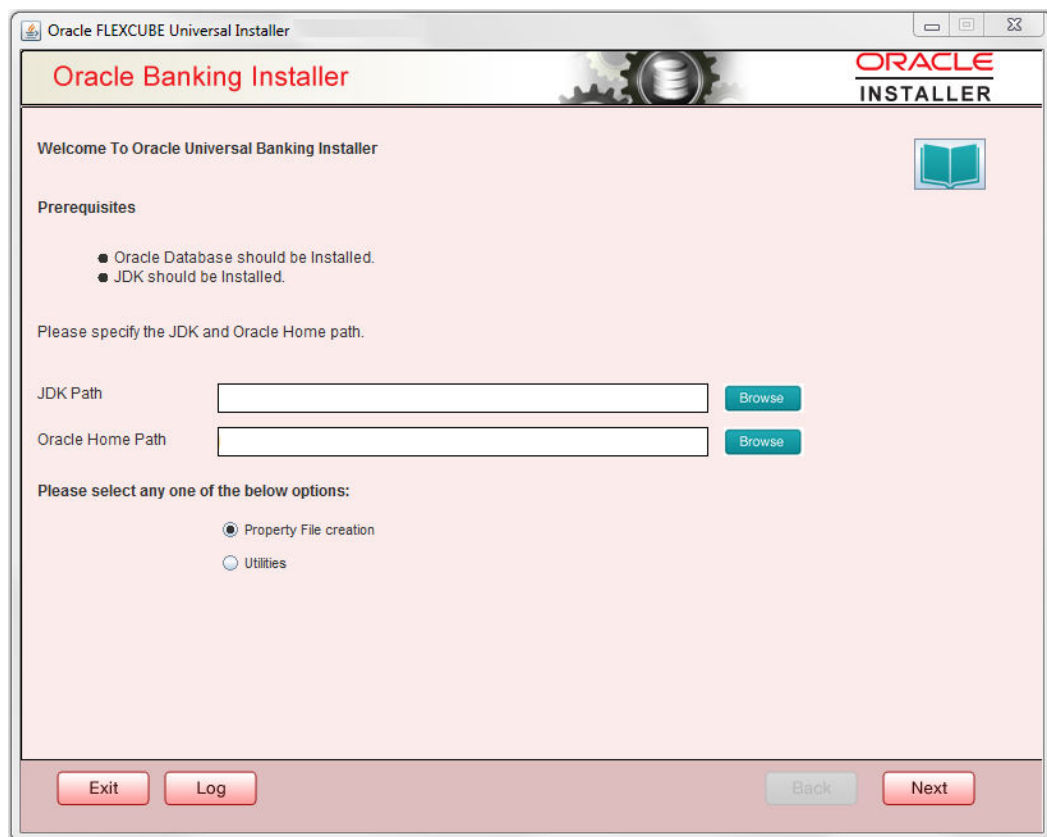 Oracle FLEXCUBE Universal Installer
Oracle Banking Installer
ORACLE
INSTALLER
Welcome To Oracle Universal Banking Installer
Prerequisites
Oracle Database should be Installed.
JDK should be Installed.
Please specify the JDK and Oracle Home path.
JDK Path
Browse
Oracle Home Path
Browse
Please select any one of the below options:
Property File creation
Utilities
Exit
Log
Back
Next